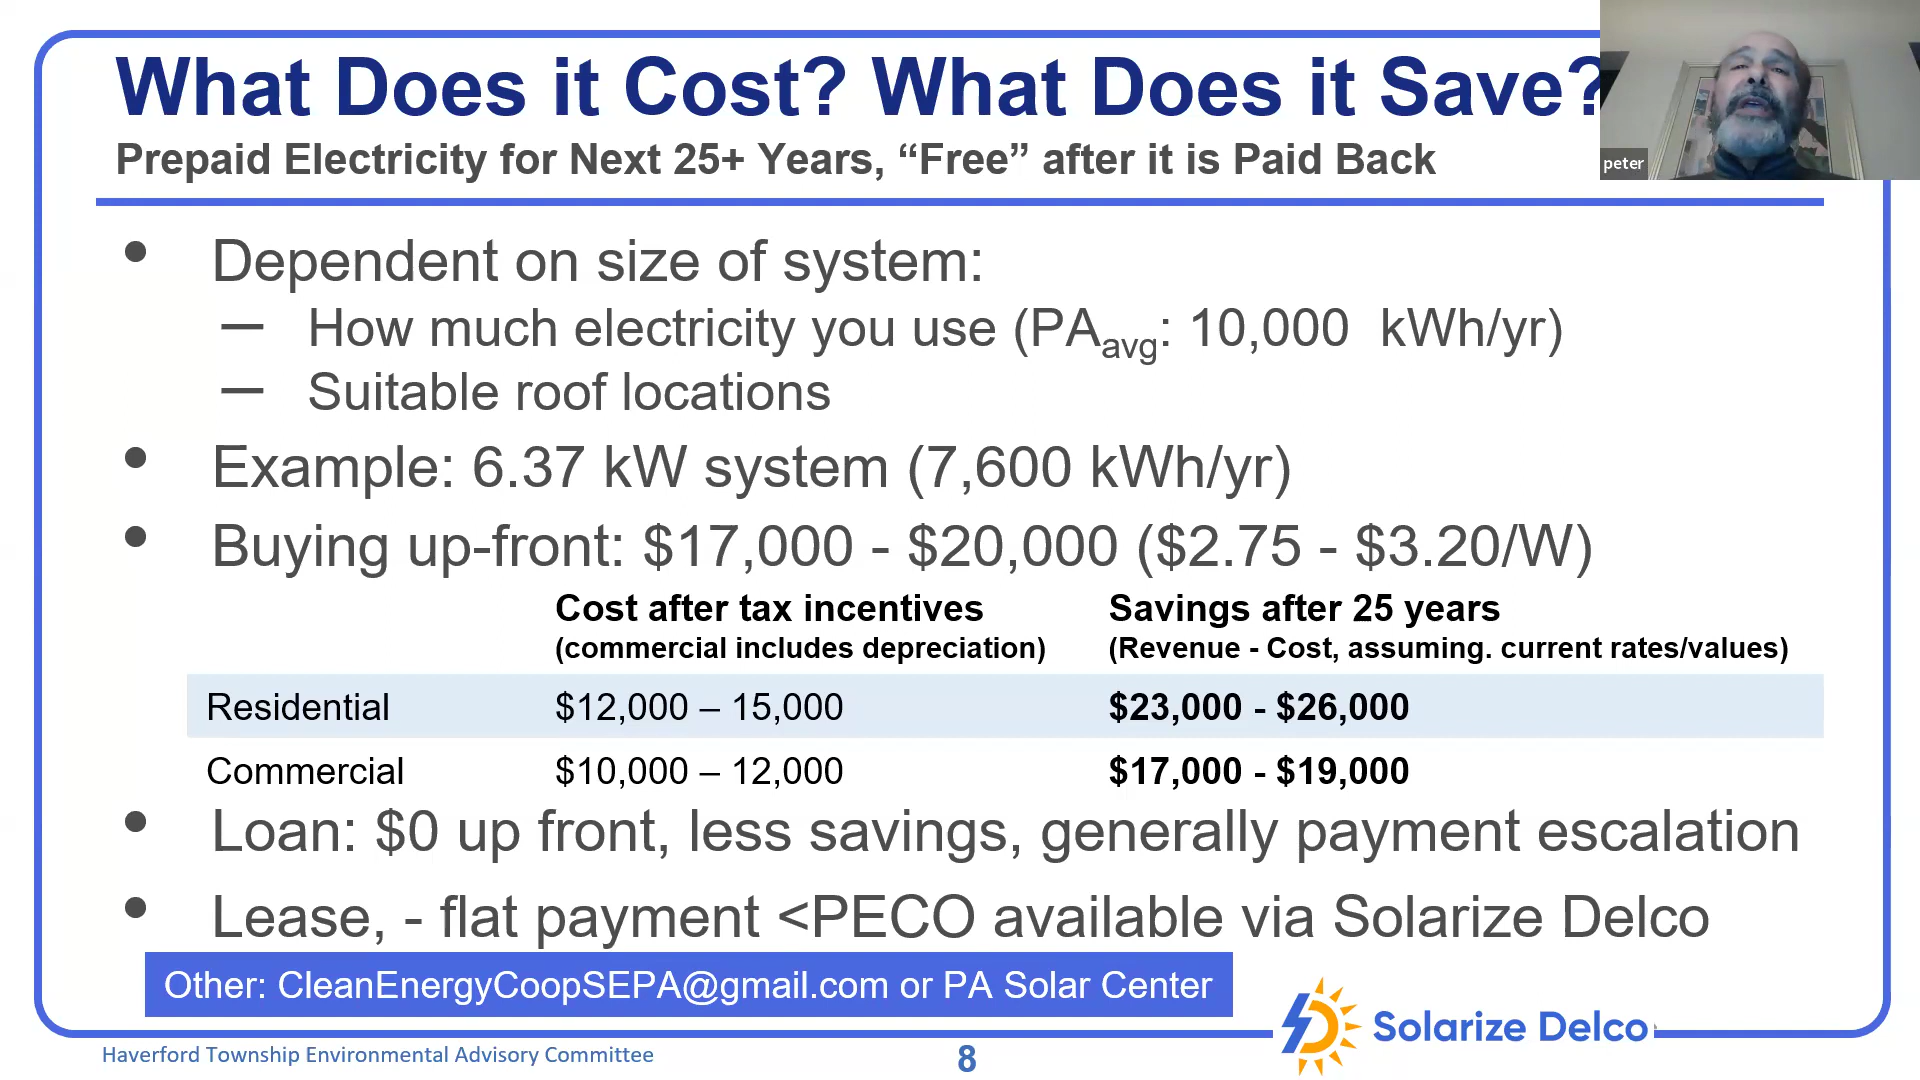 What Does it Cost? What Does it Save?
Prepaid Electricity for Next 25+ Years, “Free” after it is Paid Back
peter
• Dependent on size of system:
— How much electricity you use (PAavg: 10,000 kWh/yr)
— Suitable roof locations
• Example: 6.37 kW system (7,600 kWh/yr)
• Buying up-front: $17,000 - $20,000 ($2.75 - $3.20/W)
Cost after tax incentives Savings after 25 years
(commercial includes depreciation) (Revenue - Cost, assuming. current rates/values)
Residential $12,000 – 15,000 $23,000 - $26,000
Commercial $10,000 – 12,000 $17,000 - $19,000
• Loan: $0 up front, less savings, generally payment escalation
• Lease, - flat payment <PECO available via Solarize Delco
Other: CleanEnergyCoopSEPA@gmail.com or PA Solar Center
Solarize Delco
Haverford Township Environmental Advisory Committee 8